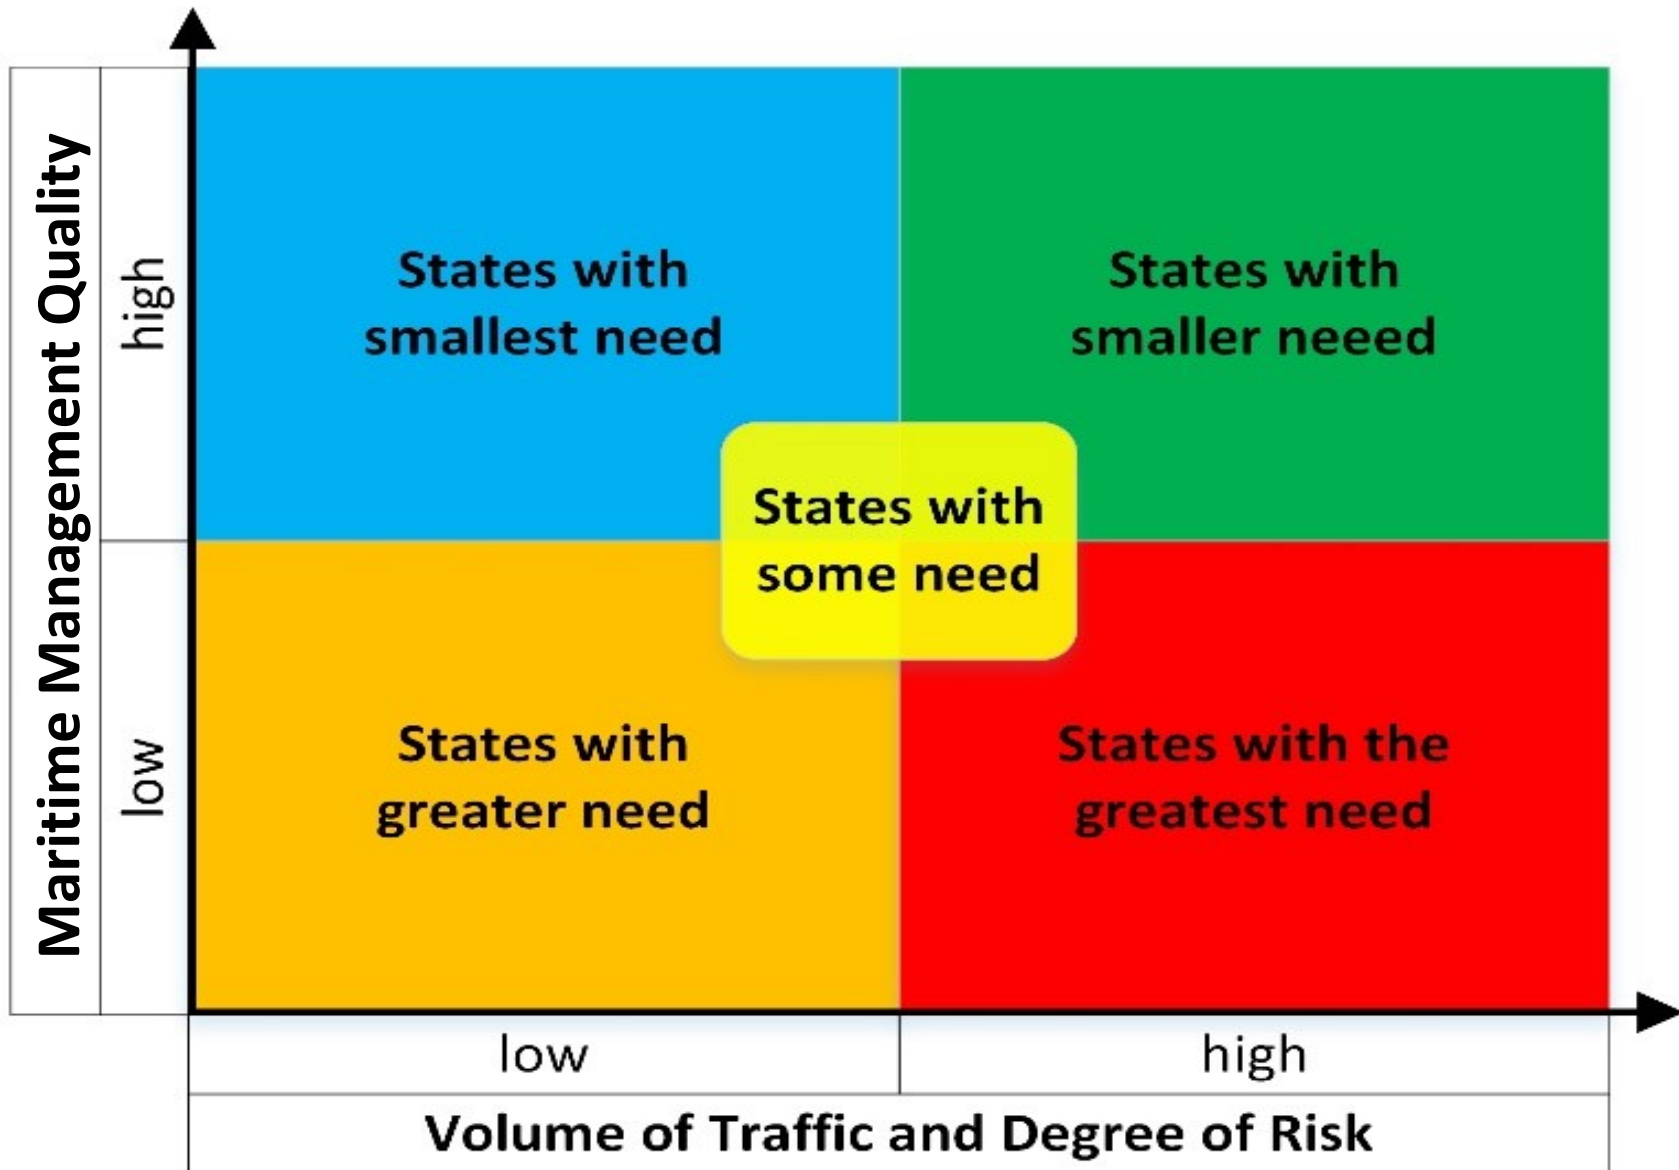 Maritime Management Quality
high
low
States with
smallest need
States with
smaller neeed
States with
some need
States with
greater need
States with the
greatest need
low
high
Volume of Traffic and Degree of Risk